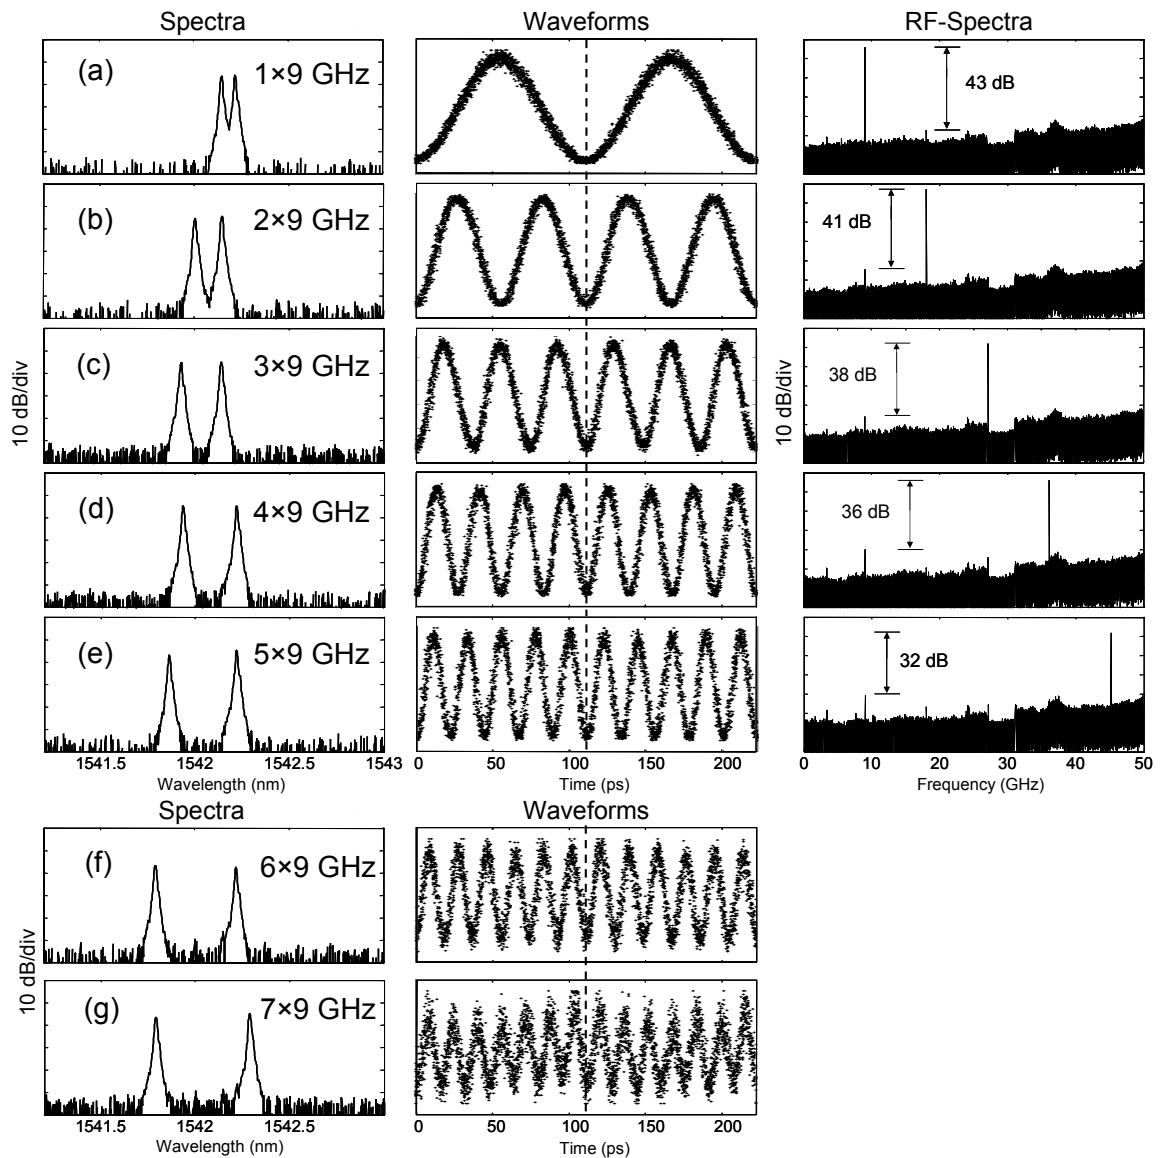 Spectra Waveforms RF-Spectra
(a) 1×9 GHz 43 dB
(b) 2×9 GHz 41 dB
(c) 3×9 GHz 38 dB
10 dB/div 10 dB/div
(d) 4×9 GHz 36 dB
(e) 5×9 GHz 32 dB
1541.5 1542 1542.5 1543 0 50 100 150 200 0 10 20 30 40 50
Wavelength (nm) Time (ps) Frequency (GHz)
Spectra Waveforms
(f) 6×9 GHz
10 dB/div
(g) 7×9 GHz
1541.5 1542 1542.5 0 50 100 150 200
Wavelength (nm) Time (ps)